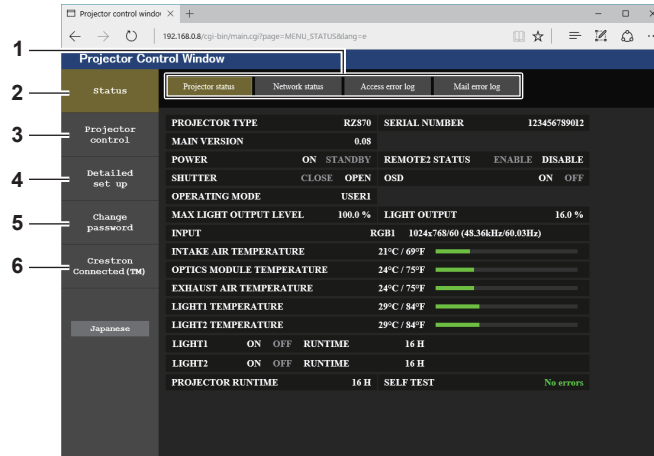 Projector control window
192.168.0.8/cgi-bin/main.cgi?page=MENU_STATUS&lang=e
Projector Control Window
1
2
3
4
5
6
Status
Projector control
Detailed set up
Change password
Crestron Connected(TM)
Japanese
Projector status Network status Access error log Mail error log
PROJECTOR TYPE RZ870 SERIAL NUMBER 123456789012
MAIN VERSION 0.08
POWER ON STANDBY REMOTE2 STATUS ENABLE DISABLE
SHUTTER CLOSE OPEN OSD ON OFF
OPERATING MODE USER1
MAX LIGHT OUTPUT LEVEL 100.0 % LIGHT OUTPUT 16.0 %
INPUT RGB1 1024x768/60 (48.36kHz/60.03Hz)
INTAKE AIR TEMPERATURE 21°C / 69°F
OPTICS MODULE TEMPERATURE 24°C / 75°F
EXHAUST AIR TEMPERATURE 24°C / 75°F
LIGHT1 TEMPERATURE 29°C / 84°F
LIGHT2 TEMPERATURE 29°C / 84°F
LIGHT1 ON OFF RUNTIME 16 H
LIGHT2 ON OFF RUNTIME 16 H
PROJECTOR RUNTIME 16 H SELF TEST No errors